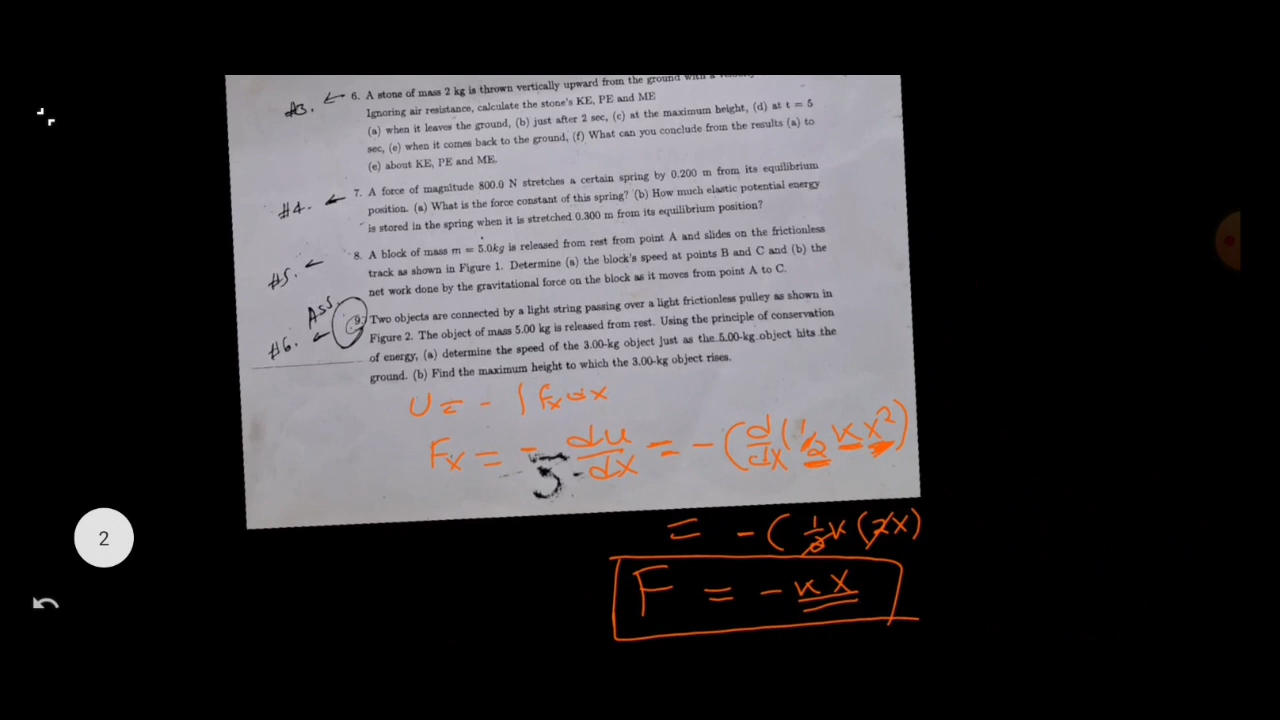 6. A stone of mass 2 kg is thrown vertically upward from the ground with a
#3. ←
Ignoring air resistance, calculate the stone's KE, PE and ME
(a) when it leaves the ground, (b) just after 2 sec, (c) at the maximum height, (d) at t = 5
sec, (e) when it comes back to the ground, (f) What can you conclude from the results (a) to
(e) about KE, PE and ME.
#4. ←
7. A force of magnitude 800.0 N stretches a certain spring by 0.200 m from its equilibrium
position. (a) What is the force constant of this spring? (b) How much elastic potential energy
is stored in the spring when it is stretched 0.300 m from its equilibrium position?
#5. ←
8. A block of mass m = 5.0kg is released from rest from point A and slides on the frictionless
track as shown in Figure 1. Determine (a) the block's speed at points B and C and (b) the
net work done by the gravitational force on the block as it moves from point A to C.
Ass.
#6. ←
9. Two objects are connected by a light string passing over a light frictionless pulley as shown in
Figure 2. The object of mass 5.00 kg is released from rest. Using the principle of conservation
of energy, (a) determine the speed of the 3.00-kg object just as the 5.00-kg object hits the
ground. (b) Find the maximum height to which the 3.00-kg object rises.
U = - ∫ Fx dx
Fx = - du/dx = - (d/dx (1/2 kx²)
5
= - (1/2 k (2x)
F = - kx
2